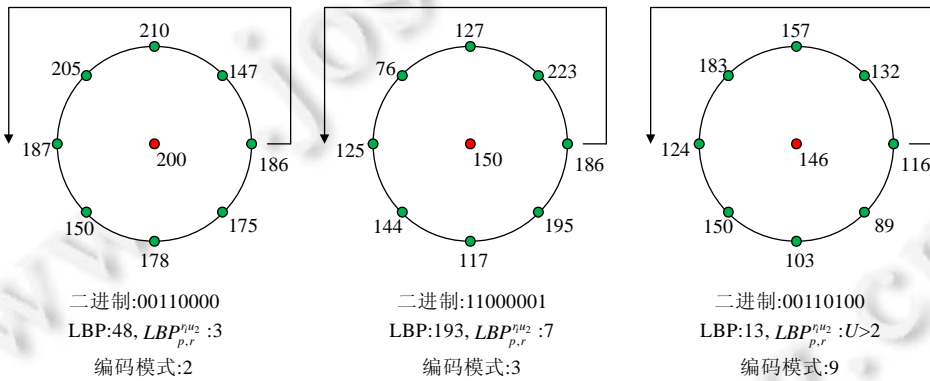 210 127 157
205 147 76 223 183 132
187 200 186 125 150 186 124 146 116
150 175 144 195 150 89
178 117 103
二进制:00110000 二进制:11000001 二进制:00110100
LBP:48, LBP_{p,r}^{r_iu_2} :3 LBP:193, LBP_{p,r}^{r_iu_2} :7 LBP:13, LBP_{p,r}^{r_iu_2} :U>2
编码模式:2 编码模式:3 编码模式:9